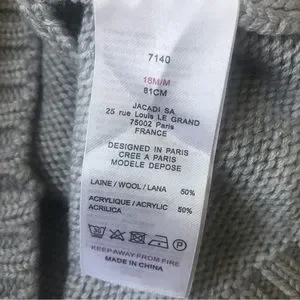 7140
18M/M
81CM
JACADI SA
25 rue Louis LE GRAND
75002 Paris
FRANCE
DESIGNED IN PARIS
CREE A PARIS
MODELE DEPOSE
LAINE / WOOL / LANA 50%
ACRYLIQUE / ACRYLIC 50%
ACRILICA
P
KEEP AWAY FROM FIRE
MADE IN CHINA